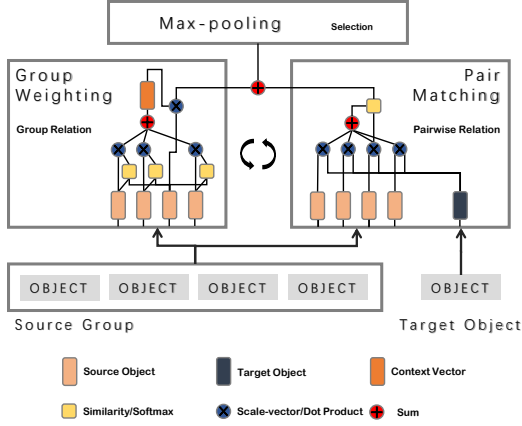 Max-pooling Selection
Group
Weighting
Group Relation
Pair
Matching
Pairwise Relation
OBJECT OBJECT OBJECT OBJECT OBJECT
Source Group Target Object
Source Object Target Object Context Vector
Similarity/Softmax Scale-vector/Dot Product Sum